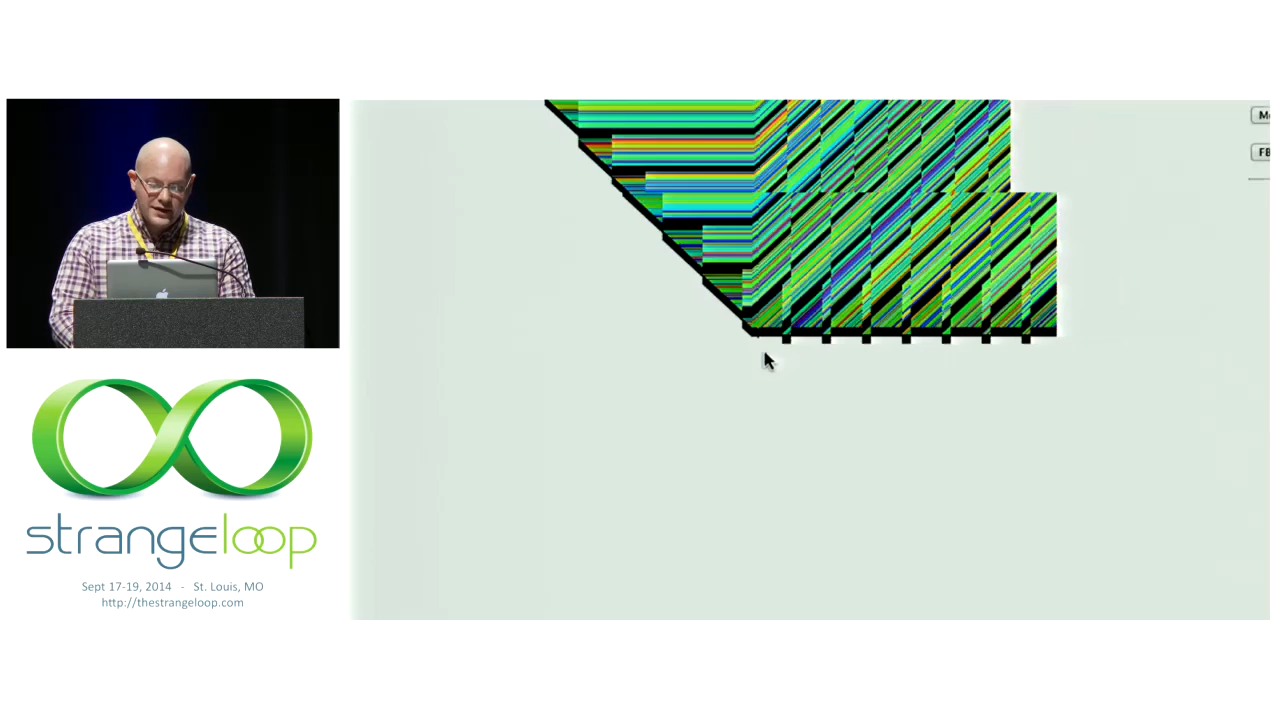 strangeloop
Sept 17-19, 2014 - St. Louis, MO
http://thestrangeloop.com